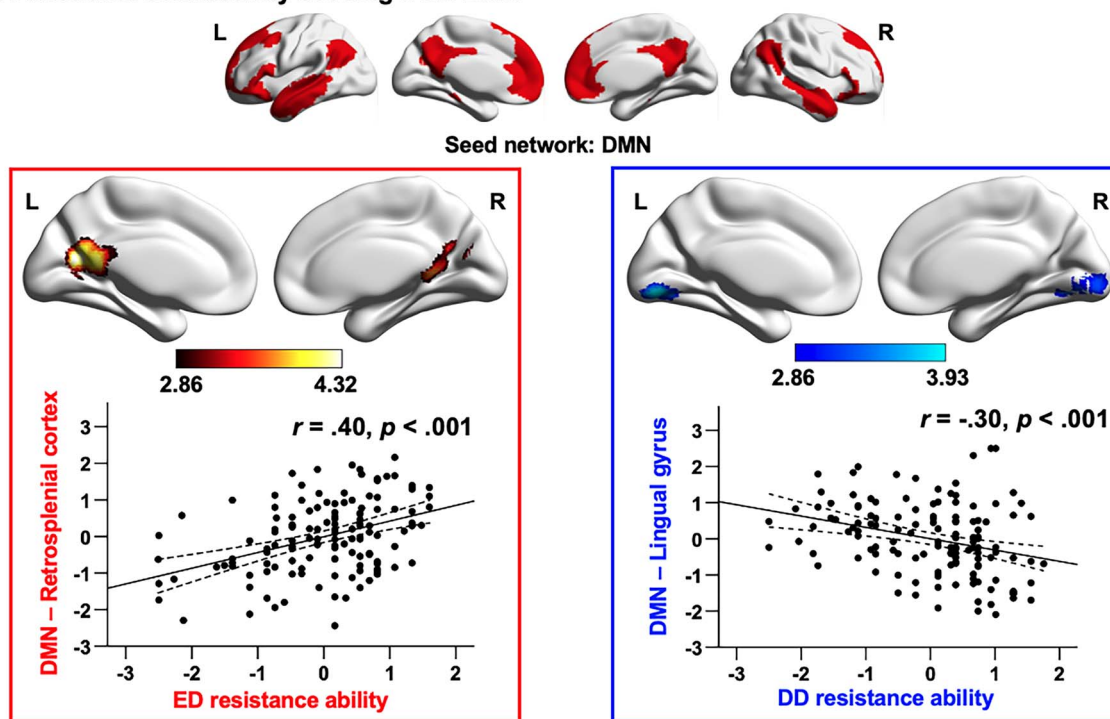 L R
Seed network: DMN
L R
2.86 4.32
r = .40, p < .001
DMN – Retrosplenial cortex
3
2
1
0
-1
-2
-3
-3 -2 -1 0 1 2
ED resistance ability
L R
2.86 3.93
r = -.30, p < .001
DMN – Lingual gyrus
3
2
1
0
-1
-2
-3
-3 -2 -1 0 1 2
DD resistance ability